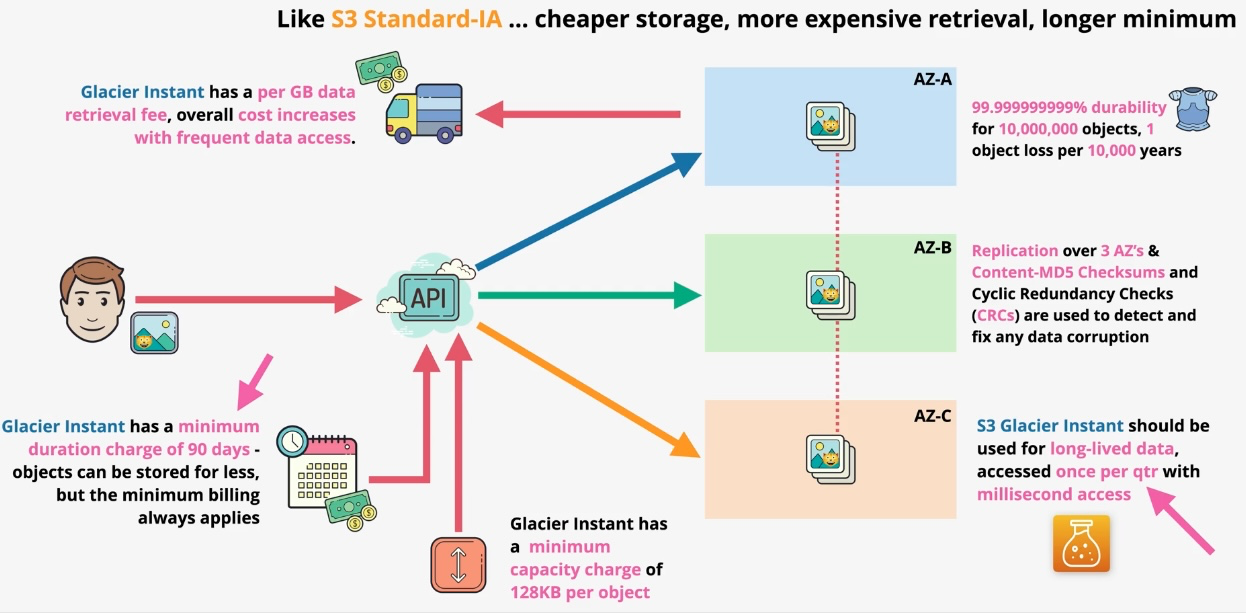 Like S3 Standard-IA ... cheaper storage, more expensive retrieval, longer minimum
Glacier Instant has a per GB data
retrieval fee, overall cost increases
with frequent data access.
AZ-A
99.999999999% durability
for 10,000,000 objects, 1
object loss per 10,000 years
API
AZ-B
Replication over 3 AZ's &
Content-MD5 Checksums and
Cyclic Redundancy Checks
(CRCs) are used to detect and
fix any data corruption
Glacier Instant has a minimum
duration charge of 90 days -
objects can be stored for less,
but the minimum billing
always applies
AZ-C
S3 Glacier Instant should be
used for long-lived data,
accessed once per qtr with
millisecond access
Glacier Instant has
a minimum
capacity charge of
128KB per object